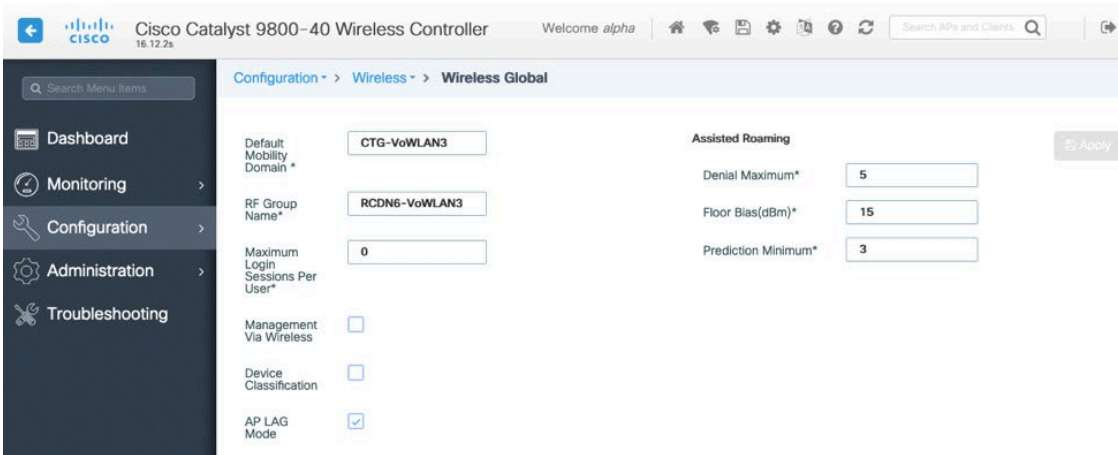 CISCO
Cisco Catalyst 9800-40 Wireless Controller
16.12.2s
Welcome alpha
Search APs and Clients
Search Menu Items
Dashboard
Monitoring
Configuration
Administration
Troubleshooting
Configuration > Wireless > Wireless Global
Default
Mobility
Domain *
CTG-VoWLAN3
RF Group
Name*
RCDN6-VoWLAN3
Maximum
Login
Sessions Per
User*
0
Management
Via Wireless
Device
Classification
AP LAG
Mode
Assisted Roaming
Denial Maximum*
5
Floor Bias(dBm)*
15
Prediction Minimum*
3
Apply